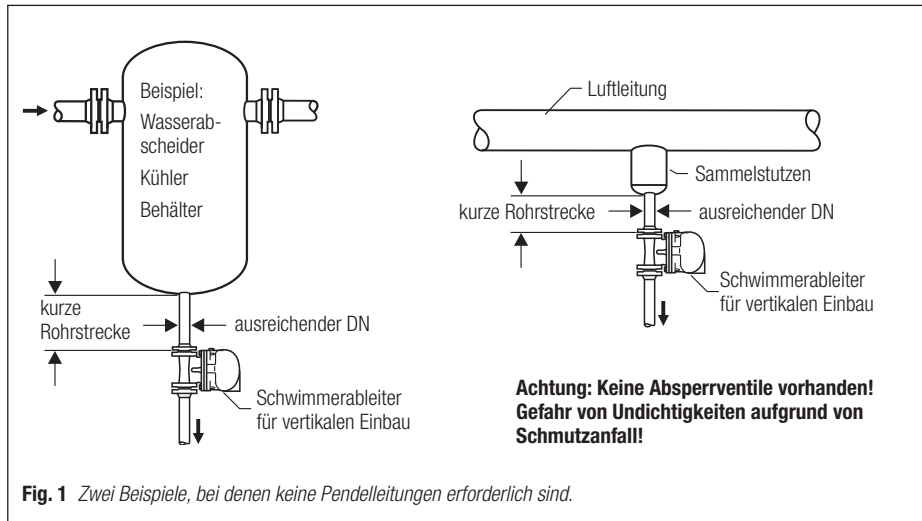 Beispiel:
Wasserab-
scheider
Kühler
Behälter
kurze
Rohrstrecke
ausreichender DN
Schwimmerableiter
für vertikalen Einbau
Luftleitung
Sammelstutzen
kurze Rohrstrecke
ausreichender DN
Schwimmerableiter
für vertikalen Einbau
Achtung: Keine Absperrventile vorhanden!
Gefahr von Undichtigkeiten aufgrund von
Schmutzanfall!
Fig. 1 Zwei Beispiele, bei denen keine Pendelleitungen erforderlich sind.